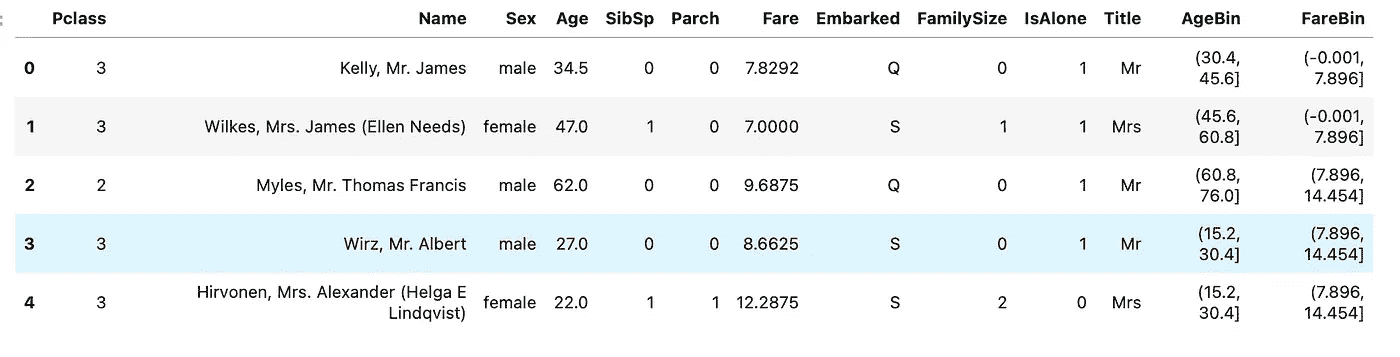 Pclass Name Sex Age SibSp Parch Fare Embarked FamilySize IsAlone Title AgeBin FareBin
0 3 Kelly, Mr. James male 34.5 0 0 7.8292 Q 0 1 Mr (30.4, 45.6] (-0.001, 7.896]
1 3 Wilkes, Mrs. James (Ellen Needs) female 47.0 1 0 7.0000 S 1 1 Mrs (45.6, 60.8] (-0.001, 7.896]
2 2 Myles, Mr. Thomas Francis male 62.0 0 0 9.6875 Q 0 1 Mr (60.8, 76.0] (7.896, 14.454]
3 3 Wirz, Mr. Albert male 27.0 0 0 8.6625 S 0 1 Mr (15.2, 30.4] (7.896, 14.454]
4 3 Hirvonen, Mrs. Alexander (Helga E Lindqvist) female 22.0 1 1 12.2875 S 2 0 Mrs (15.2, 30.4] (7.896, 14.454]